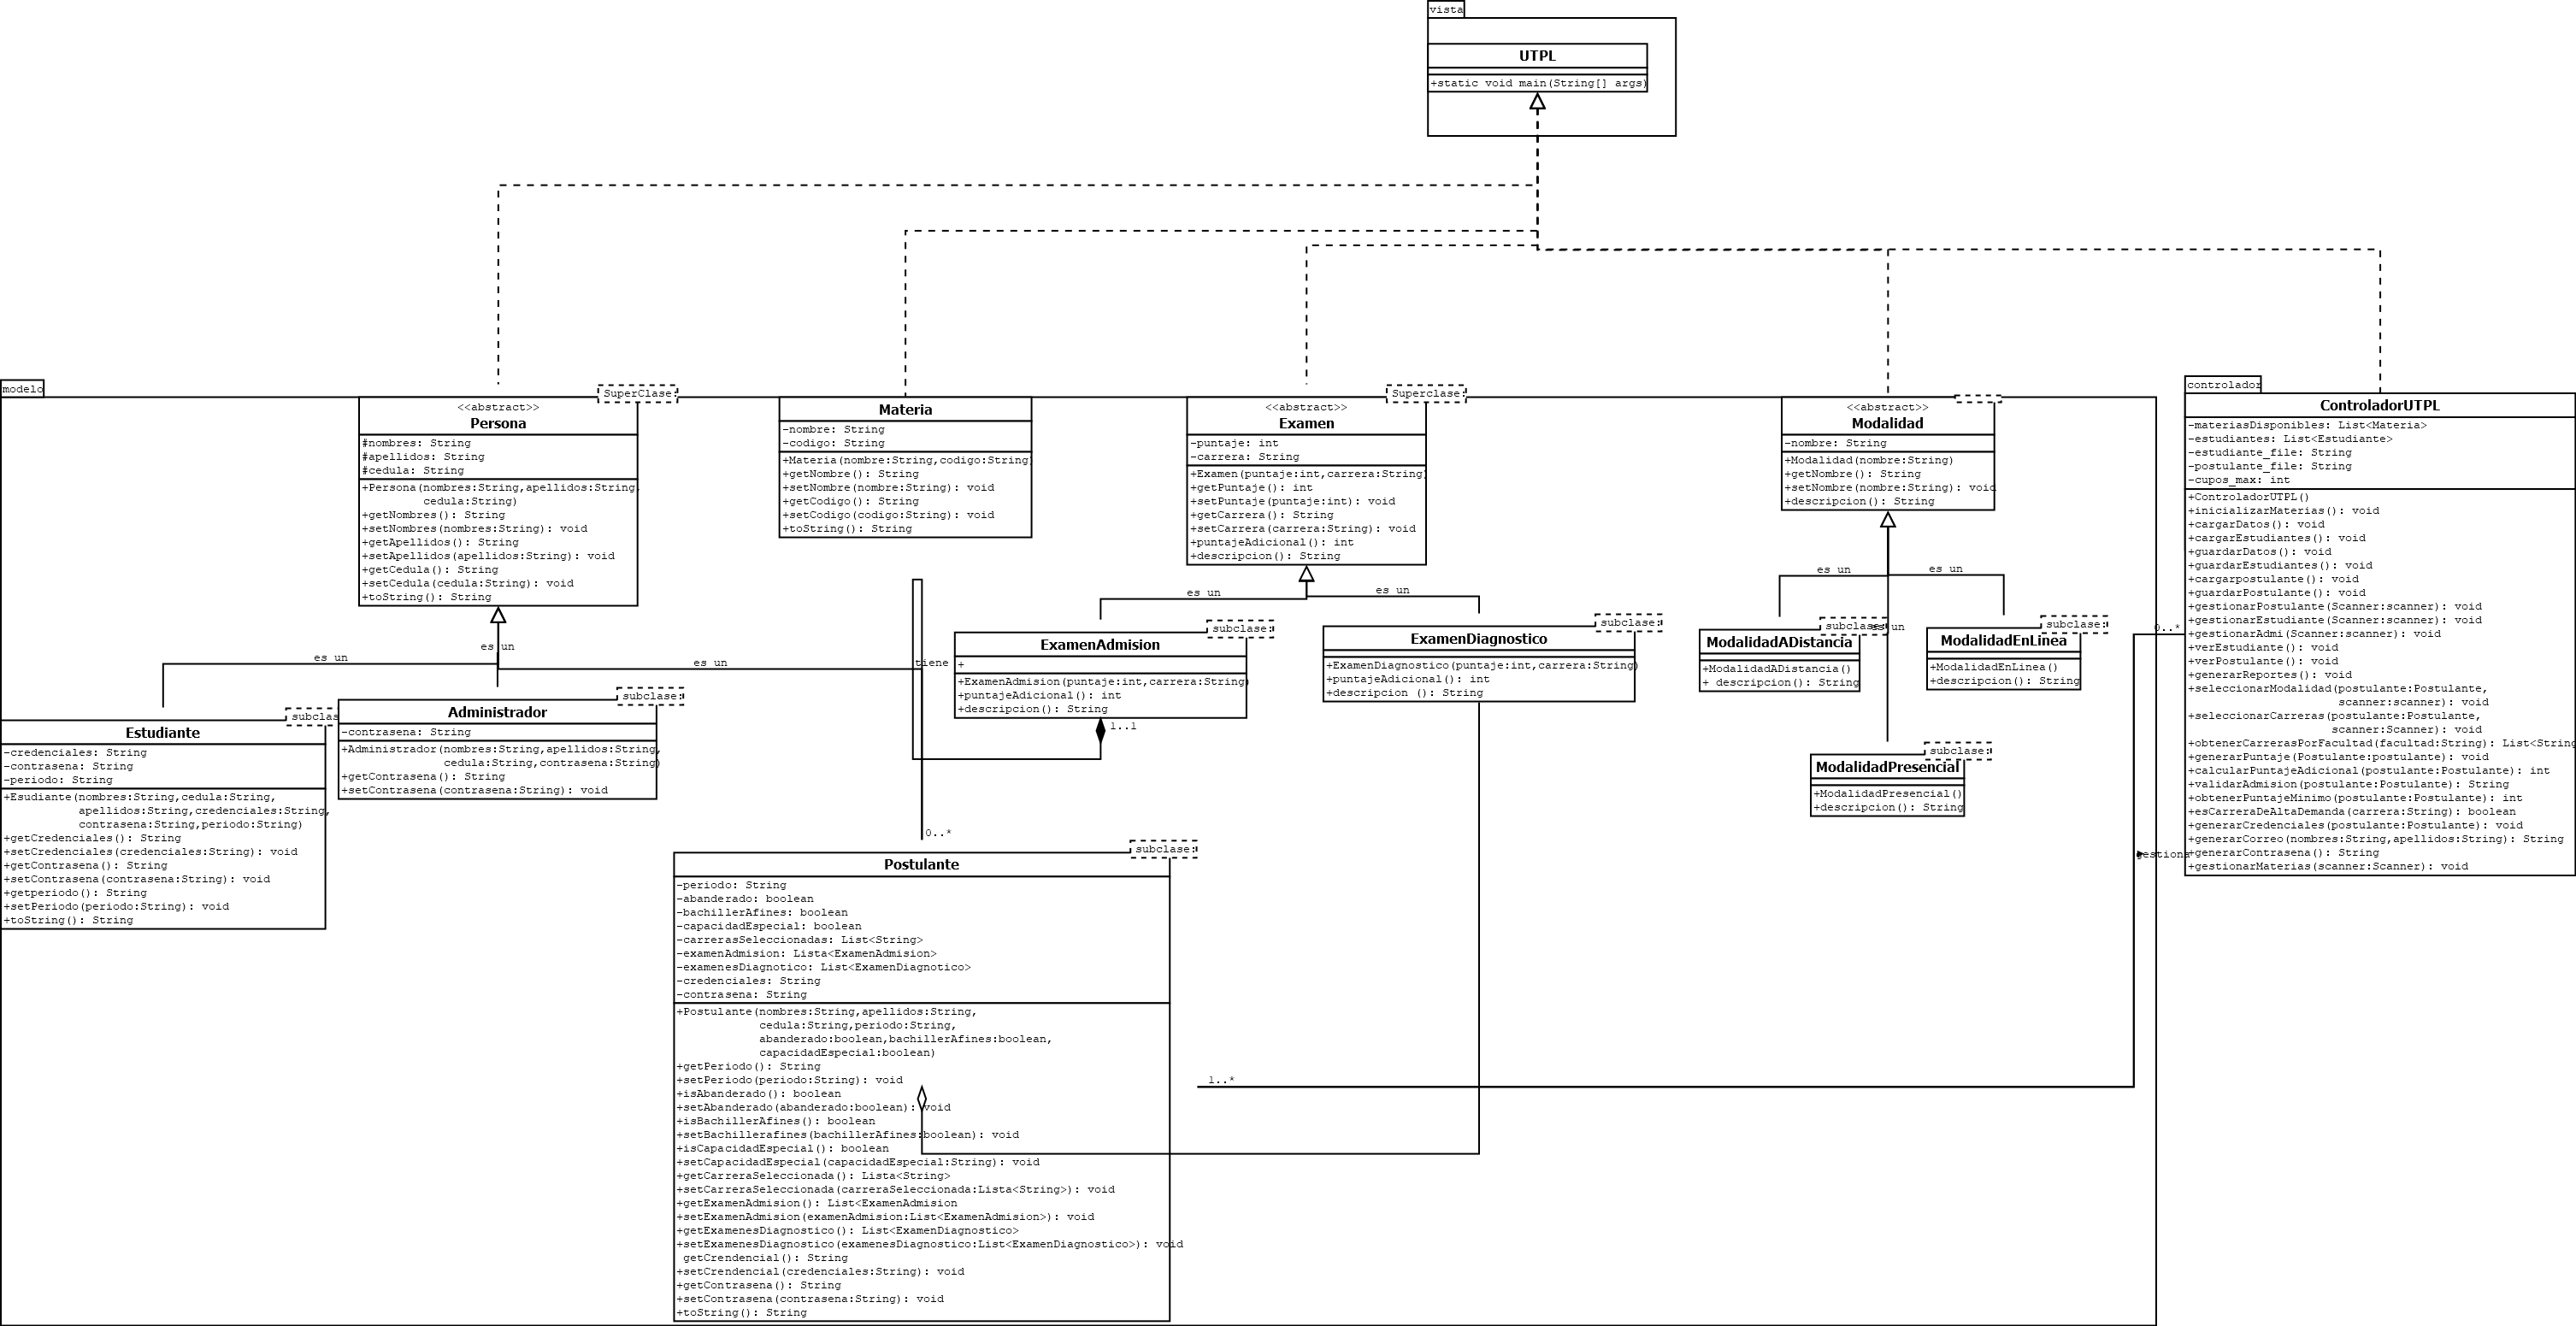 vista
UTPL
+static void main(String[] args)
modelo
SuperClase:
<<abstract>>
Persona
#nombres: String
#apellidos: String
#cedula: String
+Persona(nombres:String,apellidos:String,
cedula:String)
+getNombres(): String
+setNombres(nombres:String): void
+getApellidos(): String
+setApellidos(apellidos:String): void
+getCedula(): String
+setCedula(cedula:String): void
+toString(): String
Materia
-nombre: String
-codigo: String
+Materia(nombre:String,codigo:String)
+getNombre(): String
+setNombre(nombre:String): void
+getCodigo(): String
+setCodigo(codigo:String): void
+toString(): String
Superclase:
<<abstract>>
Examen
-puntaje: int
-carrera: String
+Examen(puntaje:int,carrera:String)
+getPuntaje(): int
+setPuntaje(puntaje:int): void
+getCarrera(): String
+setCarrera(carrera:String): void
+puntajeAdicional(): int
+descripcion(): String
<<abstract>>
Modalidad
-nombre: String
+Modalidad(nombre:String)
+getNombre(): String
+setNombre(nombre:String): void
+descripcion(): String
controlador
ControladorUTPL
-materiasDisponibles: List<Materia>
-estudiantes: List<Estudiante>
-estudiante_file: String
-postulante_file: String
-cupos_max: int
+ControladorUTPL()
+inicializarMaterias(): void
+cargarDatos(): void
+cargarEstudiantes(): void
+guardarDatos(): void
+guardarEstudiantes(): void
+cargarpostulante(): void
+guardarPostulante(): void
+gestionarPostulante(Scanner:scanner): void
+gestionarEstudiante(Scanner:scanner): void
+gestionarAdmi(Scanner:scanner): void
+verEstudiante(): void
+verPostulante(): void
+generarReportes(): void
+seleccionarModalidad(postulante:Postulante,
scanner:scanner): void
+seleccionarCarreras(postulante:Postulante,
scanner:Scanner): void
+obtenerCarrerasPorFacultad(facultad:String): List<String
+generarPuntaje(Postulante:postulante): void
+calcularPuntajeAdicional(postulante:Postulante): int
+validarAdmision(postulante:Postulante): String
+obtenerPuntajeMinimo(postulante:Postulante): int
+esCarreraDeAltaDemanda(carrera:String): boolean
+generarCredenciales(postulante:Postulante): void
+generarCorreo(nombres:String,apellidos:String): String
+generarContrasena(): String
+gestionarMaterias(scanner:Scanner): void
0..*
gestiona
es un
es un
es un
es un
es un
es un
es un
es un
tiene
subclase:
ExamenAdmision
+
+ExamenAdmision(puntaje:int,carrera:String)
+puntajeAdicional(): int
+descripcion(): String
1..1
subclase:
ExamenDiagnostico
+ExamenDiagnostico(puntaje:int,carrera:String)
+puntajeAdicional(): int
+descripcion (): String
subclase:
ModalidadADistancia
+ModalidadADistancia()
+ descripcion(): String
subclase:
ModalidadEnLinea
+ModalidadEnLinea()
+descripcion(): String
subclase:
ModalidadPresencial
+ModalidadPresencial()
+descripcion(): String
subclas
Estudiante
-credenciales: String
-contrasena: String
-periodo: String
+Esudiante(nombres:String,cedula:String,
apellidos:String,credenciales:String,
contrasena:String,periodo:String)
+getCredenciales(): String
+setCredenciales(credenciales:String): void
+getContrasena(): String
+setContrasena(contrasena:String): void
+getperiodo(): String
+setPeriodo(periodo:String): void
+toString(): String
subclase:
Administrador
-contrasena: String
+Administrador(nombres:String,apellidos:String,
cedula:String,contrasena:String)
+getContrasena(): String
+setContrasena(contrasena:String): void
0..*
subclase:
Postulante
-periodo: String
-abanderado: boolean
-bachillerAfines: boolean
-capacidadEspecial: boolean
-carrerasSeleccionadas: List<String>
-examenAdmision: Lista<ExamenAdmision>
-examenesDiagnotico: List<ExamenDiagnotico>
-credenciales: String
-contrasena: String
+Postulante(nombres:String,apellidos:String,
cedula:String,periodo:String,
abanderado:boolean,bachillerAfines:boolean,
capacidadEspecial:boolean)
+getPeriodo(): String
+setPeriodo(periodo:String): void
+isAbanderado(): boolean
+setAbanderado(abanderado:boolean): void
+isBachillerAfines(): boolean
+setBachillerafines(bachillerAfines:boolean): void
+isCapacidadEspecial(): boolean
+setCapacidadEspecial(capacidadEspecial:String): void
+getCarreraSeleccionada(): Lista<String>
+setCarreraSeleccionada(carreraSeleccionada:Lista<String>): void
+getExamenAdmision(): List<ExamenAdmision
+setExamenAdmision(examenAdmision:List<ExamenAdmision>): void
+getExamenesDiagnostico(): List<ExamenDiagnostico>
+setExamenesDiagnostico(examenesDiagnostico:List<ExamenDiagnostico>): void
getCrendencial(): String
+setCrendencial(credenciales:String): void
+getContrasena(): String
+setContrasena(contrasena:String): void
+toString(): String
1..*